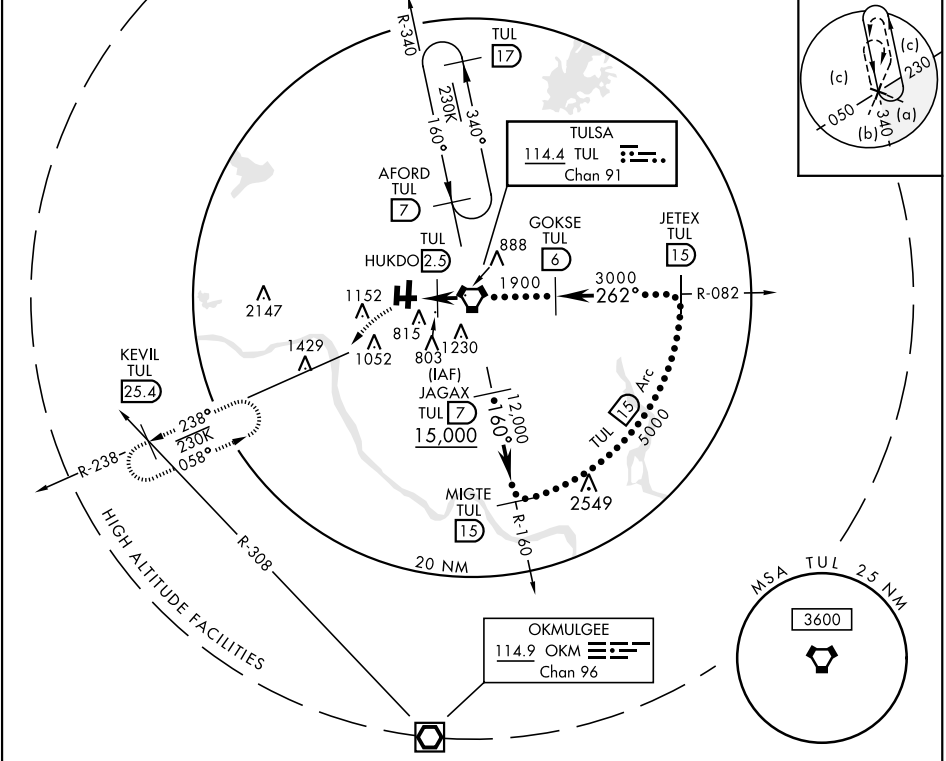 R-340
TUL
17
230K
160°
340°
TULSA
114.4 TUL
Chan 91
(c)
(c)
050
230
340
(a)
(b)
AFORD
TUL
7
GOKSE
TUL
6
JETEX
TUL
15
TUL
HUKDO 2.5
888
1900
3000
262°
R-082
2147
1152
815
1052
803
1230
1429
KEVIL
TUL
25.4
(IAF)
JAGAX
TUL 7
15,000
12,000
160°
TUL 15 Arc
5000
238°
230K
058°
R-238
MIGTE
TUL
15
2549
R-160
R-308
20 NM
HIGH ALTITUDE FACILITIES
OKMULGEE
114.9 OKM
Chan 96
MSA TUL 25 NM
3600